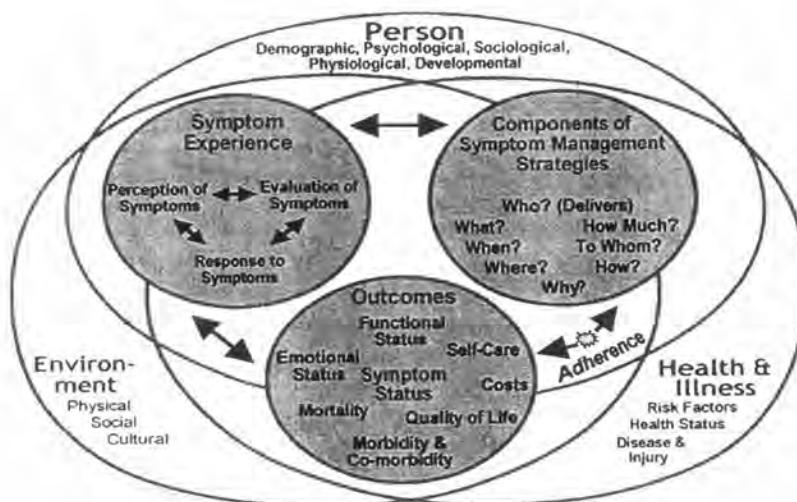 Person
Demographic, Psychological, Sociological,
Physiological, Developmental
Symptom
Experience
Perception of
Symptoms
Evaluation of
Symptoms
Response to
Symptoms
Components of
Symptom Management
Strategies
Who? (Delivers)
What?
How Much?
When?
To Whom?
Where?
How?
Why?
Outcomes
Functional
Status
Emotional
Status
Self-Care
Symptom
Status
Costs
Mortality
Quality of Life
Morbidity &
Co-morbidity
Adherence
Environ-
ment
Physical
Social
Cultural
Health &
Illness
Risk Factors
Health Status
Disease &
Injury